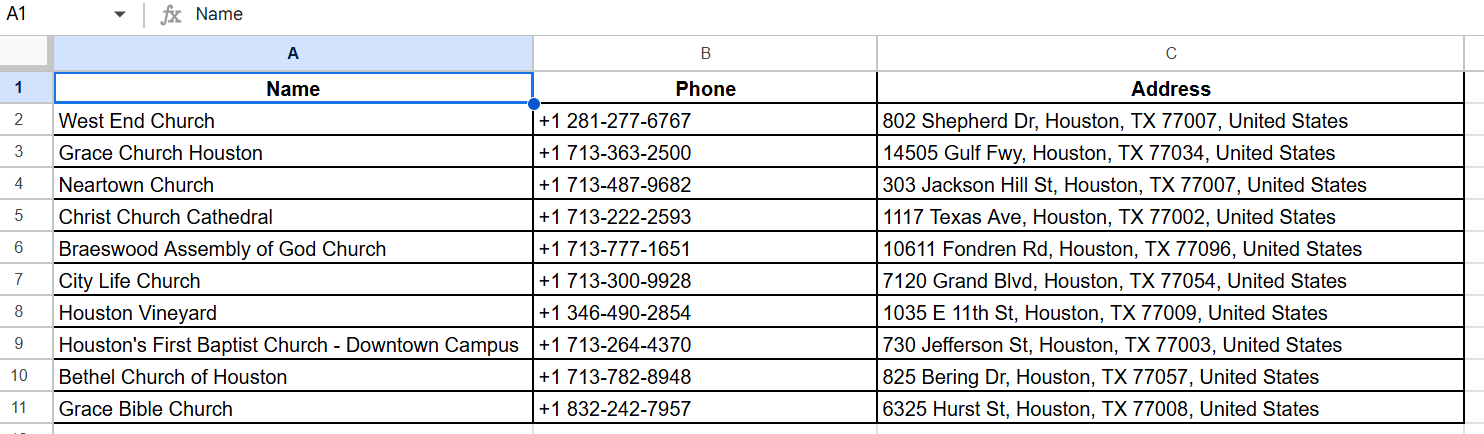 A1 fx Name
A B C
1 Name Phone Address
2 West End Church +1 281-277-6767 802 Shepherd Dr, Houston, TX 77007, United States
3 Grace Church Houston +1 713-363-2500 14505 Gulf Fwy, Houston, TX 77034, United States
4 Neartown Church +1 713-487-9682 303 Jackson Hill St, Houston, TX 77007, United States
5 Christ Church Cathedral +1 713-222-2593 1117 Texas Ave, Houston, TX 77002, United States
6 Braeswood Assembly of God Church +1 713-777-1651 10611 Fondren Rd, Houston, TX 77096, United States
7 City Life Church +1 713-300-9928 7120 Grand Blvd, Houston, TX 77054, United States
8 Houston Vineyard +1 346-490-2854 1035 E 11th St, Houston, TX 77009, United States
9 Houston's First Baptist Church - Downtown Campus +1 713-264-4370 730 Jefferson St, Houston, TX 77003, United States
10 Bethel Church of Houston +1 713-782-8948 825 Bering Dr, Houston, TX 77057, United States
11 Grace Bible Church +1 832-242-7957 6325 Hurst St, Houston, TX 77008, United States